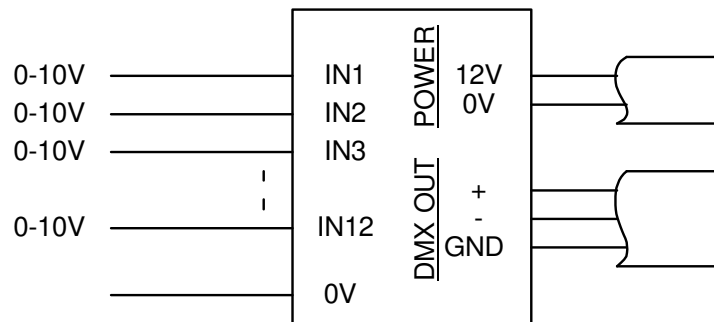 0-10V IN1
0-10V IN2
0-10V IN3
0-10V IN12
0V
POWER
12V
0V
DMX OUT
+
-
GND